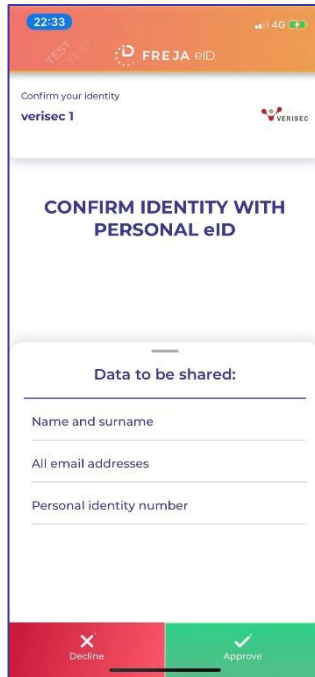 22:33
4G
TEST
TEST
FREJA eID
Confirm your identity
verisec 1
VERISEC
CONFIRM IDENTITY WITH
PERSONAL eID
Data to be shared:
Name and surname
All email addresses
Personal identity number
Decline
Approve